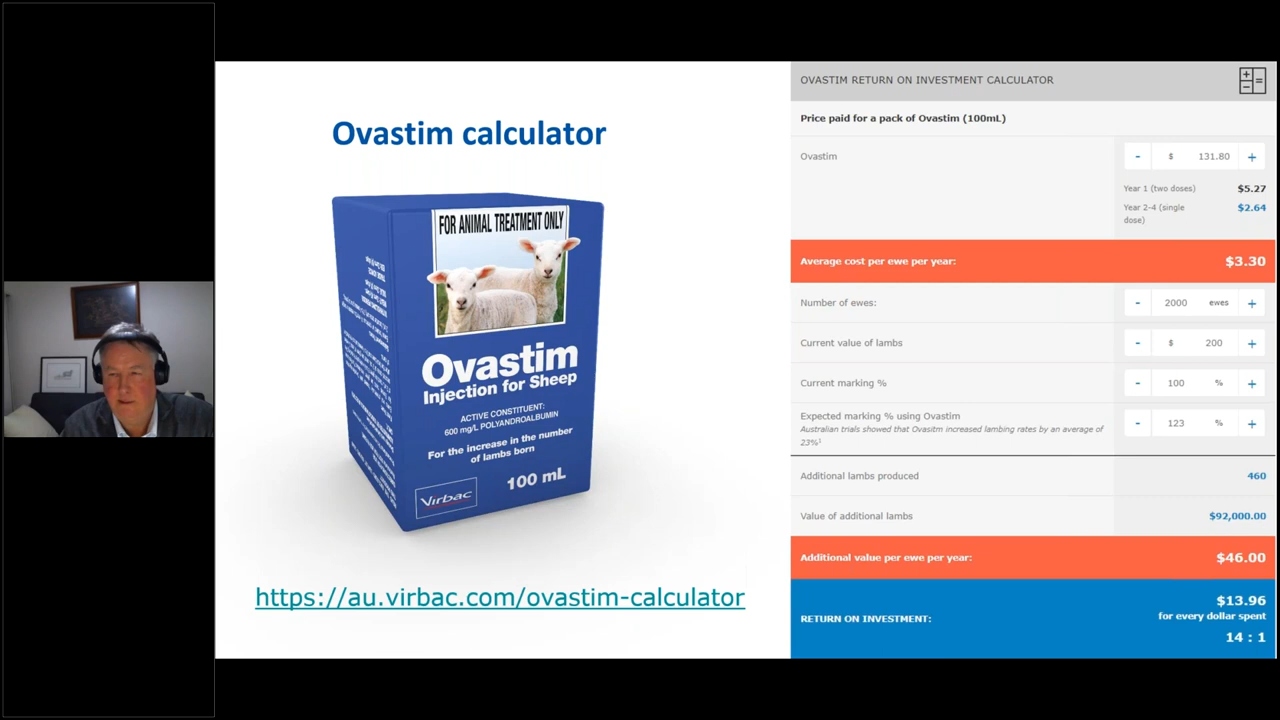 Ovastim calculator
FOR ANIMAL TREATMENT ONLY
Ovastim
Injection for Sheep
ACTIVE CONSTITUENT:
600 mg/L POLYANDROALBUMIN
For the increase in the number
of lambs born
Virbac
100 mL
https://au.virbac.com/ovastim-calculator
OVASTIM RETURN ON INVESTMENT CALCULATOR
Price paid for a pack of Ovastim (100mL)
Ovastim - $ 131.80 +
Year 1 (two doses) $5.27
Year 2-4 (single $2.64
dose)
Average cost per ewe per year: $3.30
Number of ewes: - 2000 ewes +
Current value of lambs - $ 200 +
Current marking % - 100 % +
Expected marking % using Ovastim - 123 % +
Australian trials showed that Ovasitm increased lambing rates by an average of
23%¹
Additional lambs produced 460
Value of additional lambs $92,000.00
Additional value per ewe per year: $46.00
RETURN ON INVESTMENT: $13.96
for every dollar spent
14 : 1